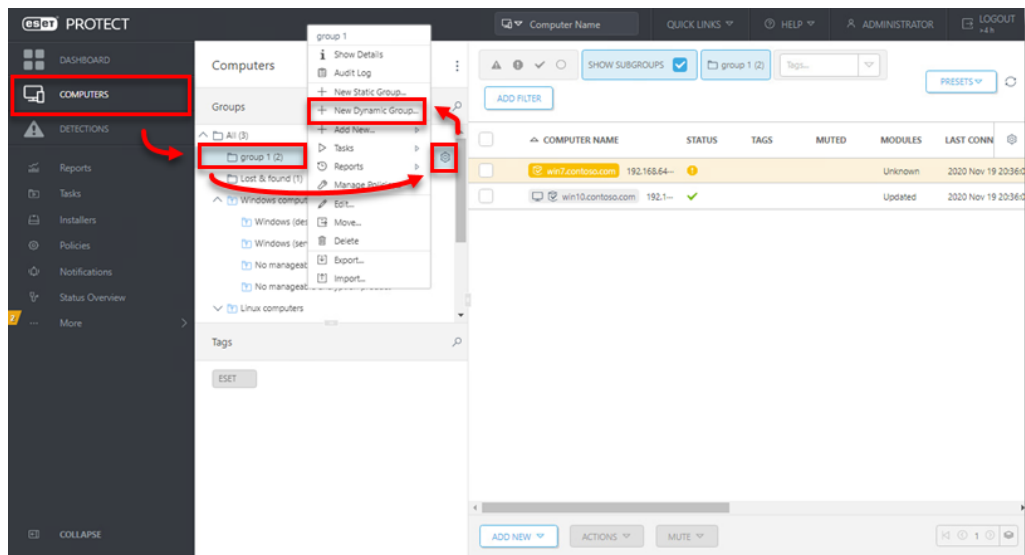 eset PROTECT
Computer Name
QUICK LINKS
HELP
ADMINISTRATOR
LOGOUT
>4 h
DASHBOARD
COMPUTERS
DETECTIONS
Reports
Tasks
Installers
Policies
Notifications
Status Overview
More
COLLAPSE
Computers
Groups
All (3)
group 1 (2)
Lost & found (1)
Windows comput
Windows (des
Windows (ser
No manageab
No manageab
Linux computers
Tags
ESET
group 1
Show Details
Audit Log
New Static Group...
New Dynamic Group...
Add New...
Tasks
Reports
Manage Policies
Edit...
Move...
Delete
Export...
Import...
SHOW SUBGROUPS
group 1 (2)
Tags...
PRESETS
ADD FILTER
COMPUTER NAME STATUS TAGS MUTED MODULES LAST CONN
win7.contoso.com 192.168.64... Unknown 2020 Nov 19 20:36:0
win10.contoso.com 192.1... Updated 2020 Nov 19 20:36:0
ADD NEW
ACTIONS
MUTE
1